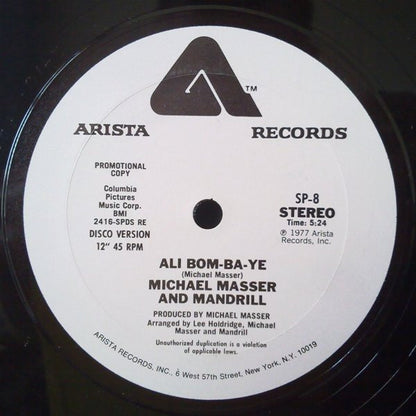 TM
ARISTA RECORDS
PROMOTIONAL
COPY
Columbia
Pictures
Music Corp.
BMI
2416-SPDS RE
DISCO VERSION
12" 45 RPM
SP-8
STEREO
Time: 5:24
℗ 1977 Arista
Records, Inc.
ALI BOM-BA-YE
(Michael Masser)
MICHAEL MASSER
AND MANDRILL
PRODUCED BY MICHAEL MASSER
Arranged by Lee Holdridge, Michael
Masser and Mandrill
Unauthorized duplication is a violation
of applicable laws.
ARISTA RECORDS, INC., 6 West 57th Street, New York, N.Y. 10019